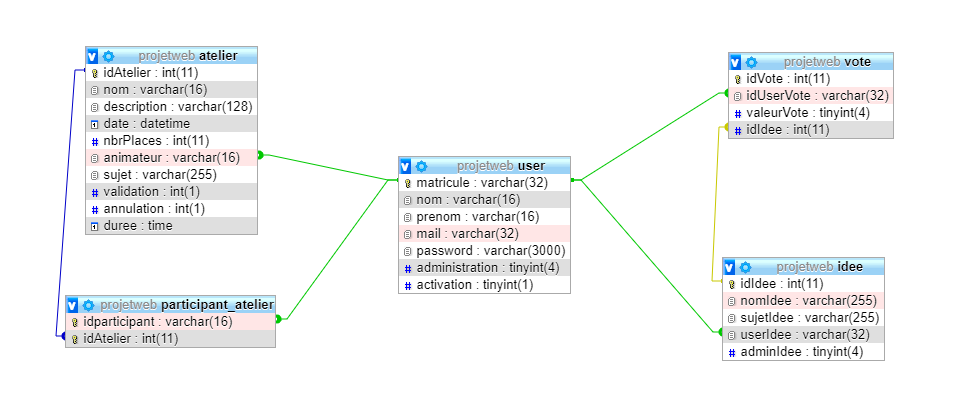 projetweb atelier
idAtelier : int(11)
nom : varchar(16)
description : varchar(128)
date : datetime
nbrPlaces : int(11)
animateur : varchar(16)
sujet : varchar(255)
validation : int(1)
annulation : int(1)
duree : time
projetweb participant_atelier
idparticipant : varchar(16)
idAtelier : int(11)
projetweb user
matricule : varchar(32)
nom : varchar(16)
prenom : varchar(16)
mail : varchar(32)
password : varchar(3000)
administration : tinyint(4)
activation : tinyint(1)
projetweb vote
idVote : int(11)
idUserVote : varchar(32)
valeurVote : tinyint(4)
idIdee : int(11)
projetweb idee
idIdee : int(11)
nomIdee : varchar(255)
sujetIdee : varchar(255)
userIdee : varchar(32)
adminIdee : tinyint(4)